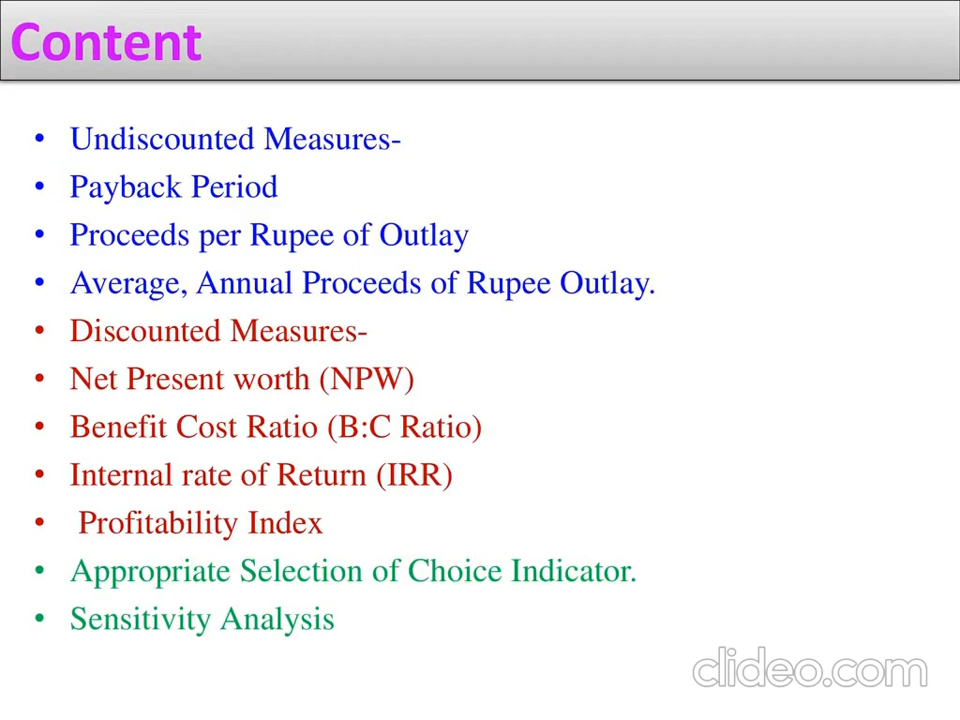 Content
• Undiscounted Measures-
• Payback Period
• Proceeds per Rupee of Outlay
• Average, Annual Proceeds of Rupee Outlay.
• Discounted Measures-
• Net Present worth (NPW)
• Benefit Cost Ratio (B:C Ratio)
• Internal rate of Return (IRR)
• Profitability Index
• Appropriate Selection of Choice Indicator.
• Sensitivity Analysis
clideo.com